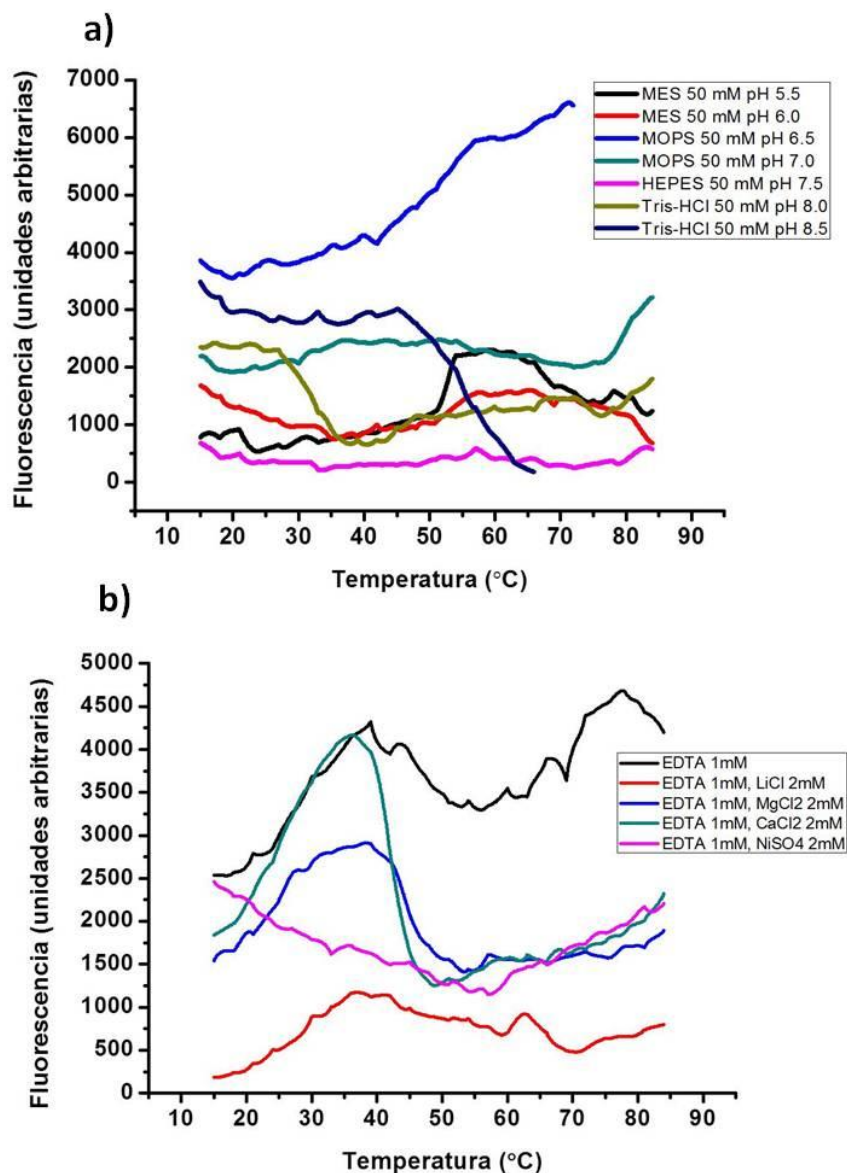 a)
Fluorescencia (unidades arbitrarias)
7000
6000
5000
4000
3000
2000
1000
0
10 20 30 40 50 60 70 80 90
Temperatura (°C)
MES 50 mM pH 5.5
MES 50 mM pH 6.0
MOPS 50 mM pH 6.5
MOPS 50 mM pH 7.0
HEPES 50 mM pH 7.5
Tris-HCl 50 mM pH 8.0
Tris-HCl 50 mM pH 8.5
b)
Fluorescencia (unidades arbitrarias)
5000
4500
4000
3500
3000
2500
2000
1500
1000
500
0
10 20 30 40 50 60 70 80 90
Temperatura (°C)
EDTA 1mM
EDTA 1mM, LiCl 2mM
EDTA 1mM, MgCl2 2mM
EDTA 1mM, CaCl2 2mM
EDTA 1mM, NiSO4 2mM